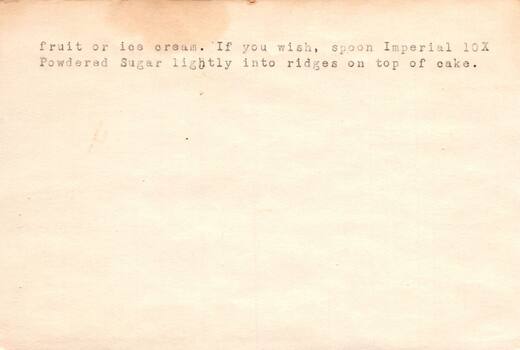 fruit or ice cream. If you wish, spoon Imperial 10X
Powdered Sugar lightly into ridges on top of cake.